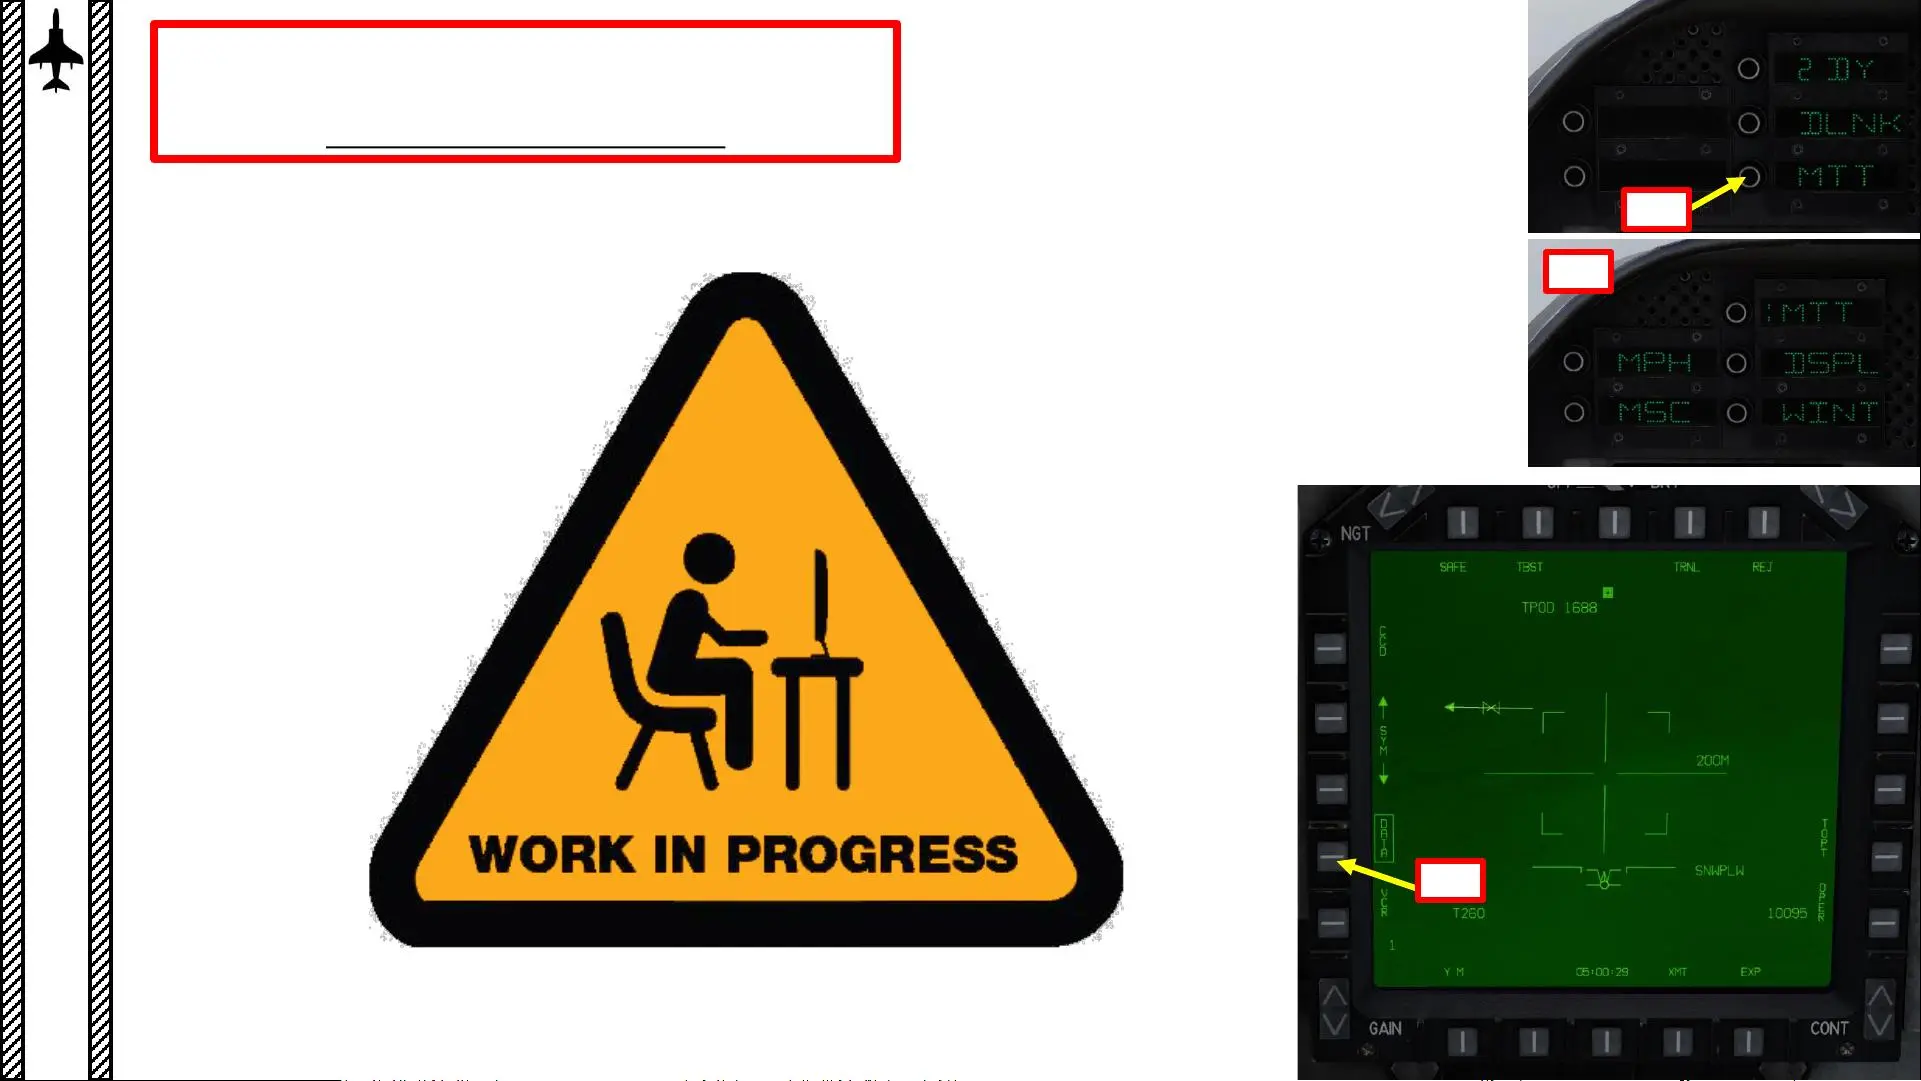 2 DY
DLNK
MTT
:MTT
MPH
DSPL
MSC
WINT
WORK IN PROGRESS
NGT
SAFE
TBST
TRNL
REJ
TPOD 1688
SYM
200M
DATA
TOPT
SNWPLW
VCR
OPER
T260
10095
1
Y M
05:00:29
XMT
EXP
GAIN
CONT